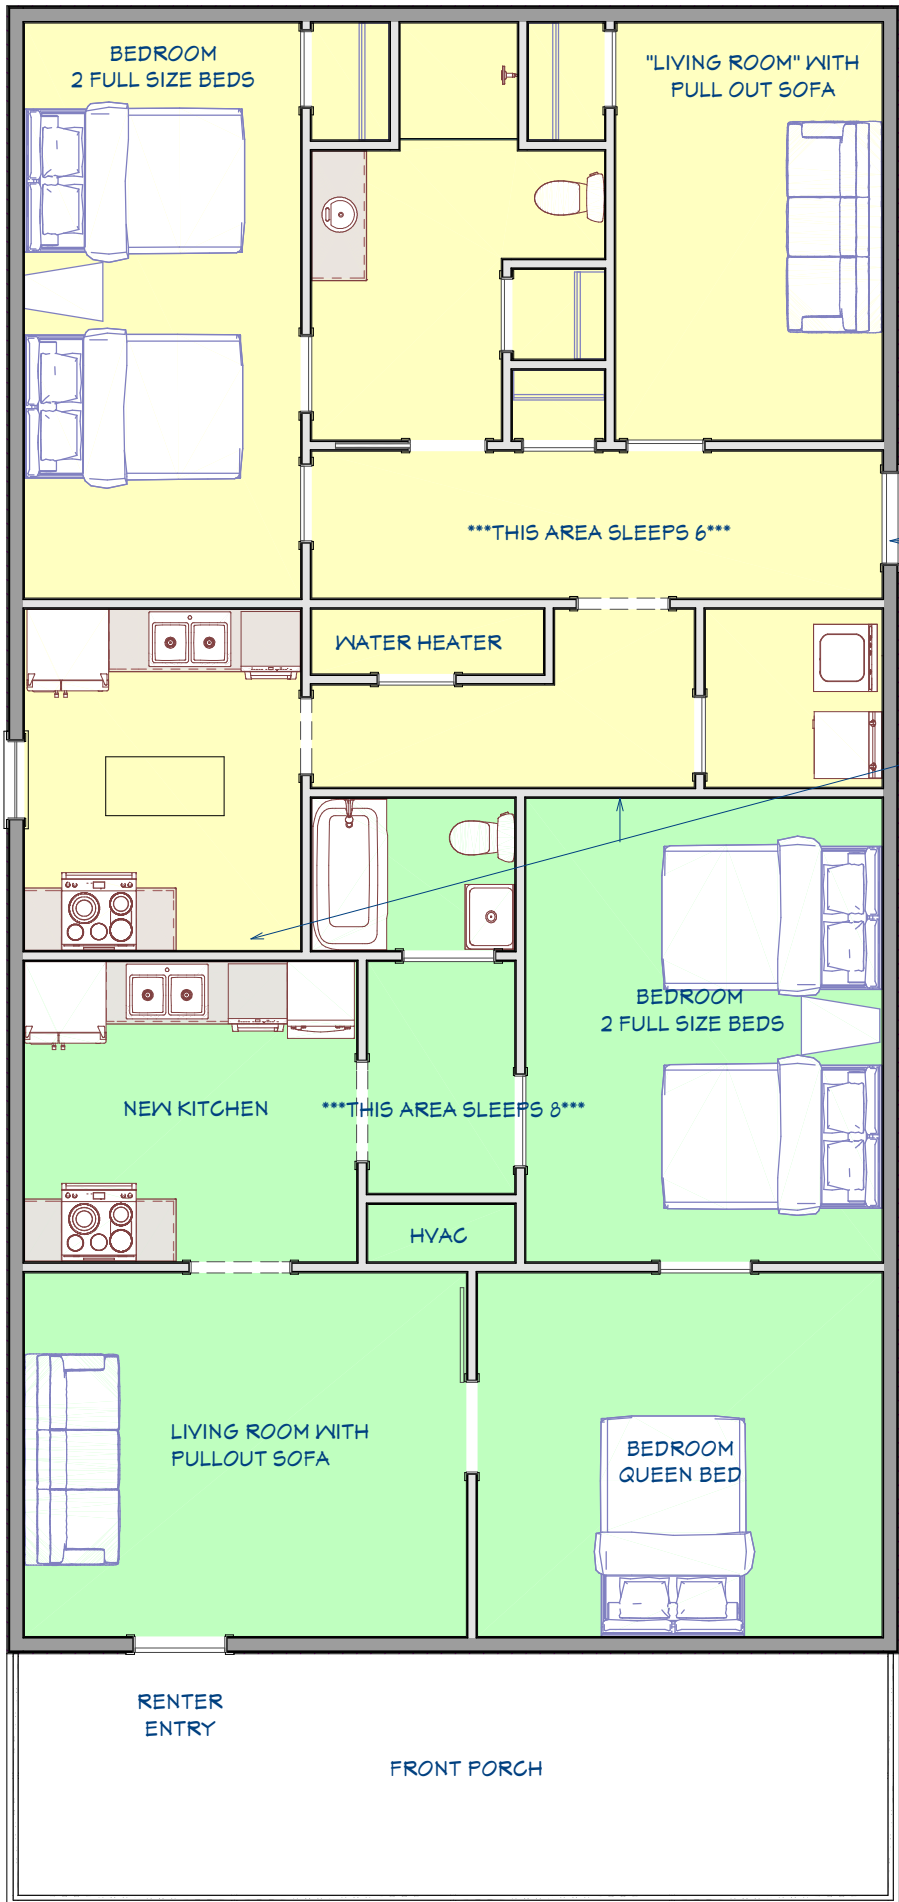 BEDROOM
2 FULL SIZE BEDS
"LIVING ROOM" WITH
PULL OUT SOFA
***THIS AREA SLEEPS 6***
WATER HEATER
BEDROOM
2 FULL SIZE BEDS
NEW KITCHEN
***THIS AREA SLEEPS 8***
HVAC
LIVING ROOM WITH
PULLOUT SOFA
BEDROOM
QUEEN BED
RENTER
ENTRY
FRONT PORCH